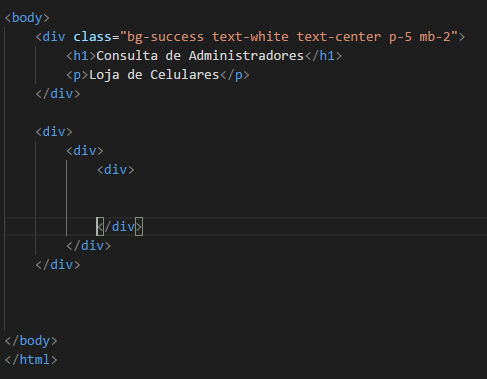 <body>
<div class="bg-success text-white text-center p-5 mb-2">
<h1>Consulta de Administradores</h1>
<p>Loja de Celulares</p>
</div>
<div>
<div>
<div>
</div>
</div>
</div>
</body>
</html>